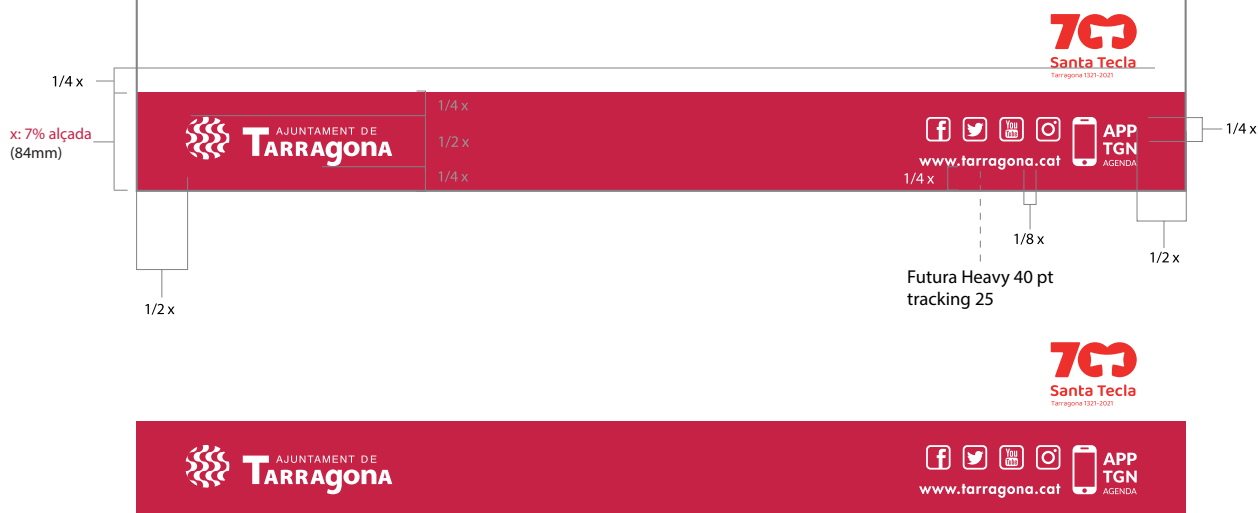 700
Santa Tecla
Tarragona 1321-2021
1/4 x
x: 7% alçada
(84mm)
AJUNTAMENT DE
TARRAgonA
1/4 x
1/2 x
1/4 x
You
Tube
www.tarragona.cat
APP
TGN
AGENDA
1/4 x
1/4 x
1/8 x
1/2 x
1/2 x
Futura Heavy 40 pt
tracking 25
700
Santa Tecla
Tarragona 1321-2021
AJUNTAMENT DE
TARRAgonA
You
Tube
www.tarragona.cat
APP
TGN
AGENDA